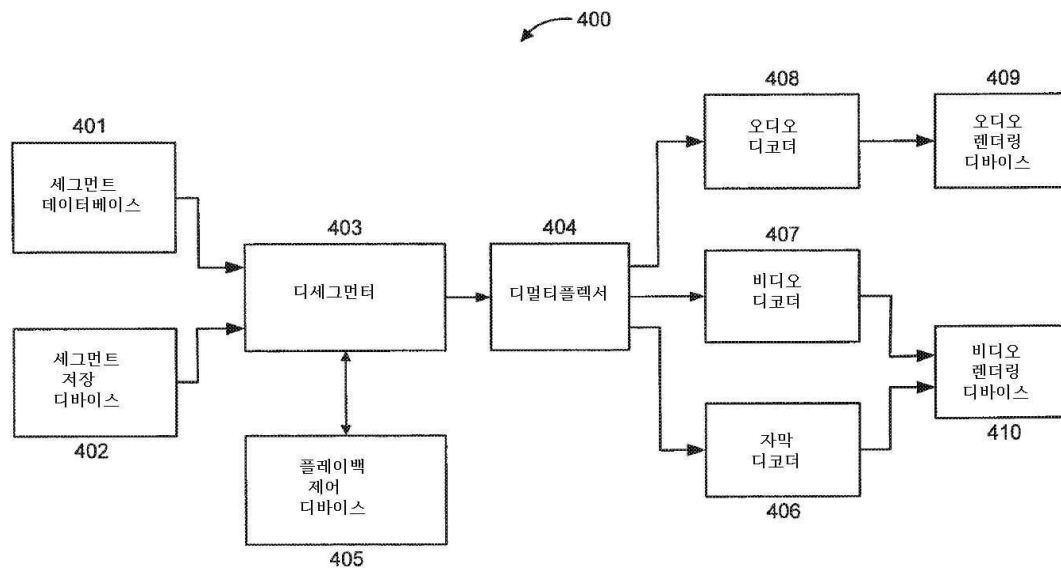 400
401
세그먼트
데이터베이스
세그먼트
저장
디바이스
402
403
디세그먼터
플레이백
제어
디바이스
405
404
디멀티플렉서
408
오디오
디코더
409
오디오
렌더링
디바이스
407
비디오
디코더
자막
디코더
406
비디오
렌더링
디바이스
410